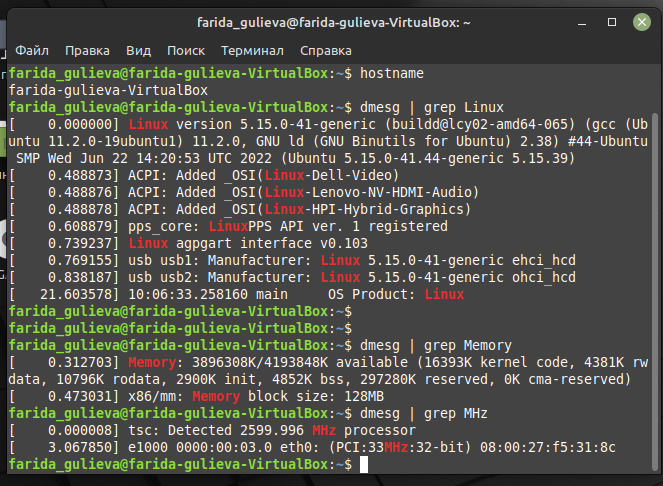 farida_gulieva@farida-gulieva-VirtualBox: ~
Файл Правка Вид Поиск Терминал Справка
farida_gulieva@farida-gulieva-VirtualBox:~$ hostname
farida-gulieva-VirtualBox
farida_gulieva@farida-gulieva-VirtualBox:~$ dmesg | grep Linux
[    0.000000] Linux version 5.15.0-41-generic (buildd@lcy02-amd64-065) (gcc (Ub
untu 11.2.0-19ubuntu1) 11.2.0, GNU ld (GNU Binutils for Ubuntu) 2.38) #44-Ubuntu
 SMP Wed Jun 22 14:20:53 UTC 2022 (Ubuntu 5.15.0-41.44-generic 5.15.39)
[    0.488873] ACPI: Added _OSI(Linux-Dell-Video)
[    0.488876] ACPI: Added _OSI(Linux-Lenovo-NV-HDMI-Audio)
[    0.488878] ACPI: Added _OSI(Linux-HPI-Hybrid-Graphics)
[    0.608879] pps_core: LinuxPPS API ver. 1 registered
[    0.739237] Linux agpgart interface v0.103
[    0.769155] usb usb1: Manufacturer: Linux 5.15.0-41-generic ehci_hcd
[    0.838187] usb usb2: Manufacturer: Linux 5.15.0-41-generic ohci_hcd
[   21.603578] 10:06:33.258160 main     OS Product: Linux
farida_gulieva@farida-gulieva-VirtualBox:~$
farida_gulieva@farida-gulieva-VirtualBox:~$
farida_gulieva@farida-gulieva-VirtualBox:~$ dmesg | grep Memory
[    0.312703] Memory: 3896308K/4193848K available (16393K kernel code, 4381K rw
data, 10796K rodata, 2900K init, 4852K bss, 297280K reserved, 0K cma-reserved)
[    0.473031] x86/mm: Memory block size: 128MB
farida_gulieva@farida-gulieva-VirtualBox:~$ dmesg | grep MHz
[    0.000008] tsc: Detected 2599.996 MHz processor
[    3.067850] e1000 0000:00:03.0 eth0: (PCI:33MHz:32-bit) 08:00:27:f5:31:8c
farida_gulieva@farida-gulieva-VirtualBox:~$